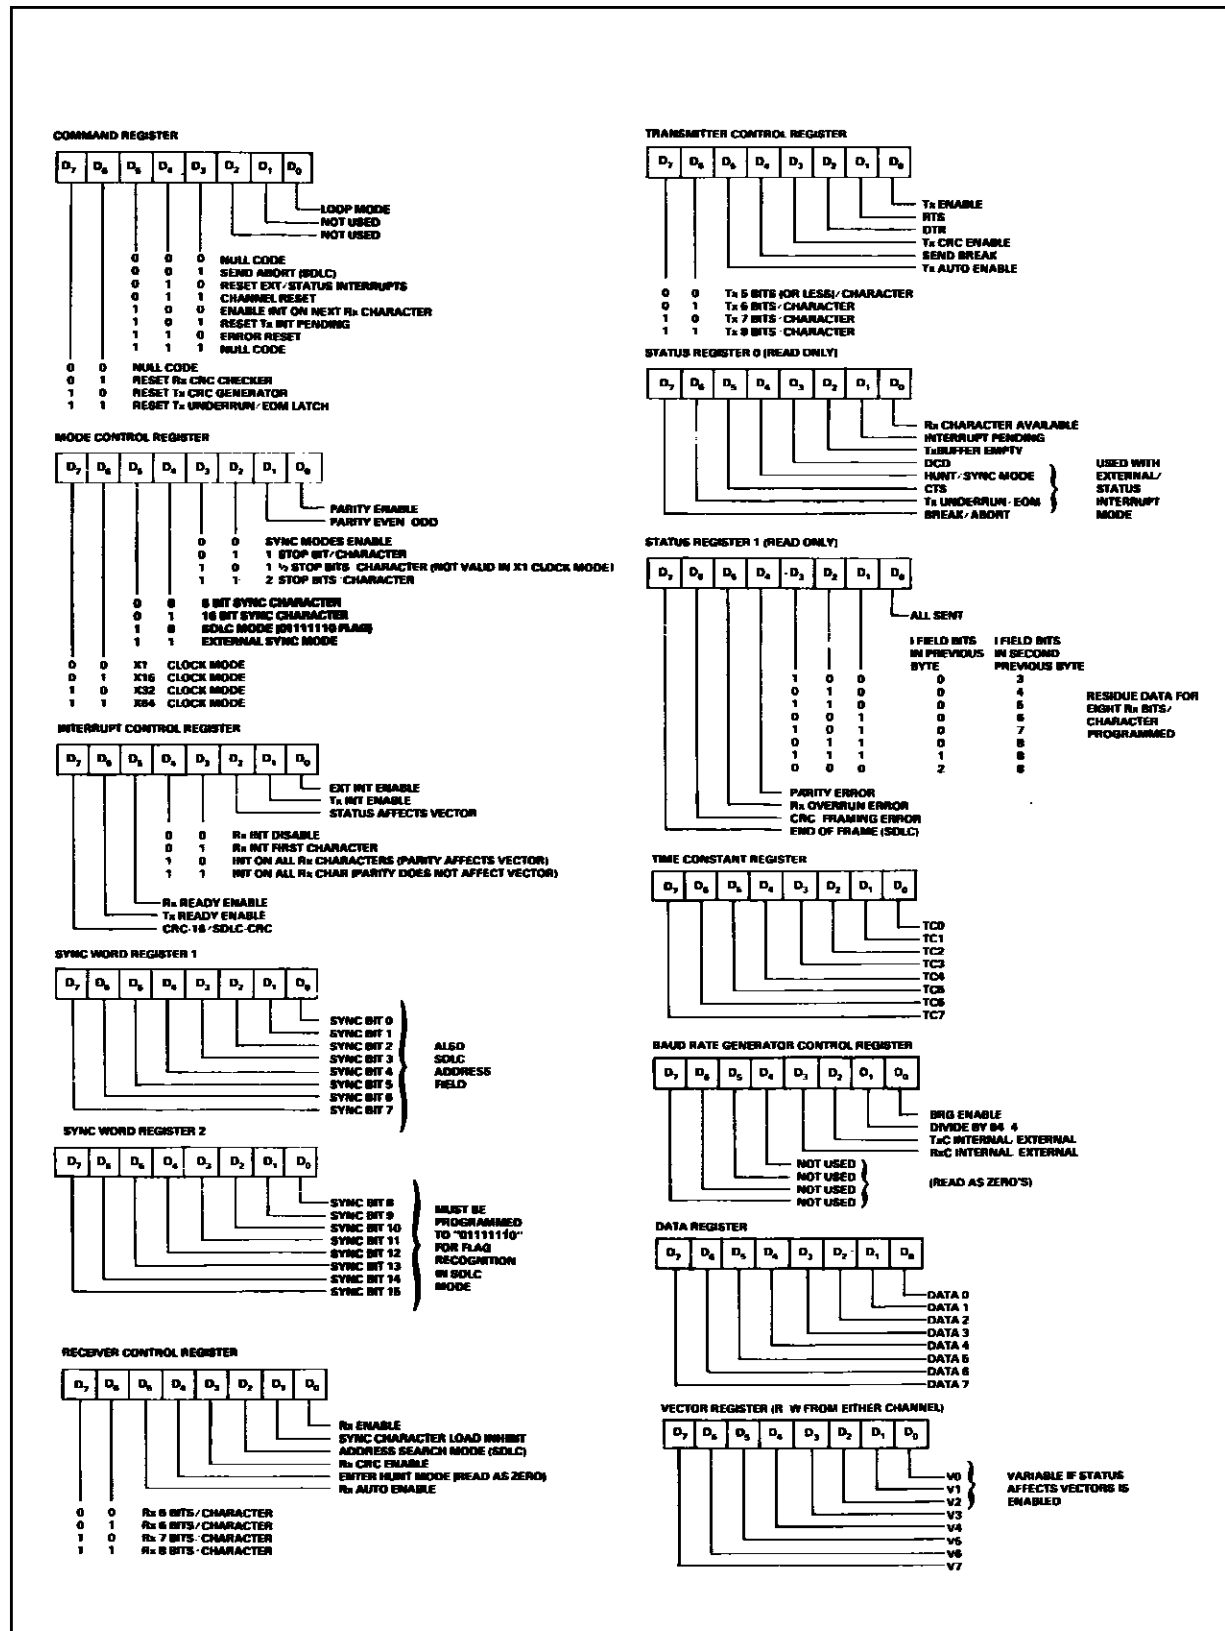 COMMAND REGISTER
D7 D6 D5 D4 D3 D2 D1 D0
LOOP MODE
NOT USED
NOT USED
0 0 0 NULL CODE
0 0 1 SEND ABORT (SDLC)
0 1 0 RESET EXT/STATUS INTERRUPTS
0 1 1 CHANNEL RESET
1 0 0 ENABLE INT ON NEXT Rx CHARACTER
1 0 1 RESET Tx INT PENDING
1 1 0 ERROR RESET
1 1 1 NULL CODE
0 0 NULL CODE
0 1 RESET Rx CRC CHECKER
1 0 RESET Tx CRC GENERATOR
1 1 RESET Tx UNDERRUN/EOM LATCH
MODE CONTROL REGISTER
D7 D6 D5 D4 D3 D2 D1 D0
PARITY ENABLE
PARITY EVEN ODD
0 0 SYNC MODES ENABLE
0 1 1 STOP BIT/CHARACTER
1 0 1 ½ STOP BITS CHARACTER (NOT VALID IN X1 CLOCK MODE)
1 1 2 STOP BITS CHARACTER
0 0 8 BIT SYNC CHARACTER
0 1 16 BIT SYNC CHARACTER
1 0 SDLC MODE (01111110 FLAG)
1 1 EXTERNAL SYNC MODE
0 0 X1 CLOCK MODE
0 1 X16 CLOCK MODE
1 0 X32 CLOCK MODE
1 1 X64 CLOCK MODE
INTERRUPT CONTROL REGISTER
D7 D6 D5 D4 D3 D2 D1 D0
EXT INT ENABLE
Tx INT ENABLE
STATUS AFFECTS VECTOR
0 0 Rx INT DISABLE
0 1 Rx INT FIRST CHARACTER
1 0 INT ON ALL Rx CHARACTERS (PARITY AFFECTS VECTOR)
1 1 INT ON ALL Rx CHAR (PARITY DOES NOT AFFECT VECTOR)
Rx READY ENABLE
Tx READY ENABLE
CRC-16/SDLC-CRC
SYNC WORD REGISTER 1
D7 D6 D5 D4 D3 D2 D1 D0
SYNC BIT 0
SYNC BIT 1
SYNC BIT 2 ALSO
SYNC BIT 3 SDLC
SYNC BIT 4 ADDRESS
SYNC BIT 5 FIELD
SYNC BIT 6
SYNC BIT 7
SYNC WORD REGISTER 2
D7 D6 D5 D4 D3 D2 D1 D0
SYNC BIT 8 MUST BE
SYNC BIT 9 PROGRAMMED
SYNC BIT 10 TO "01111110"
SYNC BIT 11 FOR FLAG
SYNC BIT 12 RECOGNITION
SYNC BIT 13 IN SDLC
SYNC BIT 14 MODE
SYNC BIT 15
RECEIVER CONTROL REGISTER
D7 D6 D5 D4 D3 D2 D1 D0
Rx ENABLE
SYNC CHARACTER LOAD INHIBIT
ADDRESS SEARCH MODE (SDLC)
Rx CRC ENABLE
ENTER HUNT MODE (READ AS ZERO)
Rx AUTO ENABLE
0 0 Rx 5 BITS/CHARACTER
0 1 Rx 6 BITS/CHARACTER
1 0 Rx 7 BITS CHARACTER
1 1 Rx 8 BITS CHARACTER
TRANSMITTER CONTROL REGISTER
D7 D6 D5 D4 D3 D2 D1 D0
Tx ENABLE
RTS
DTR
Tx CRC ENABLE
SEND BREAK
Tx AUTO ENABLE
0 0 Tx 5 BITS (OR LESS)/CHARACTER
0 1 Tx 6 BITS/CHARACTER
1 0 Tx 7 BITS CHARACTER
1 1 Tx 8 BITS CHARACTER
STATUS REGISTER 0 (READ ONLY)
D7 D6 D5 D4 D3 D2 D1 D0
Rx CHARACTER AVAILABLE
INTERRUPT PENDING
TxBUFFER EMPTY
DCD USED WITH
HUNT/SYNC MODE EXTERNAL/
CTS STATUS
Tx UNDERRUN/EOM INTERRUPT
BREAK/ABORT MODE
STATUS REGISTER 1 (READ ONLY)
D7 D6 D5 D4 D3 D2 D1 D0
ALL SENT
I FIELD BITS I FIELD BITS
IN PREVIOUS IN SECOND
BYTE PREVIOUS BYTE
1 0 0 0 3
0 1 0 0 4
1 1 0 0 5
0 0 1 0 6
1 0 1 0 7
0 1 1 0 8
1 1 1 1 8
0 0 0 2 8
RESIDUE DATA FOR
EIGHT Rx BITS/
CHARACTER
PROGRAMMED
PARITY ERROR
Rx OVERRUN ERROR
CRC FRAMING ERROR
END OF FRAME (SDLC)
TIME CONSTANT REGISTER
D7 D6 D5 D4 D3 D2 D1 D0
TC0
TC1
TC2
TC3
TC4
TC5
TC6
TC7
BAUD RATE GENERATOR CONTROL REGISTER
D7 D6 D5 D4 D3 D2 D1 D0
BRG ENABLE
DIVIDE BY 64 4
TxC INTERNAL EXTERNAL
RxC INTERNAL EXTERNAL
NOT USED
NOT USED (READ AS ZERO'S)
NOT USED
NOT USED
DATA REGISTER
D7 D6 D5 D4 D3 D2 D1 D0
DATA 0
DATA 1
DATA 2
DATA 3
DATA 4
DATA 5
DATA 6
DATA 7
VECTOR REGISTER (R W FROM EITHER CHANNEL)
D7 D6 D5 D4 D3 D2 D1 D0
V0 VARIABLE IF STATUS
V1 AFFECTS VECTORS IS
V2 ENABLED
V3
V4
V5
V6
V7